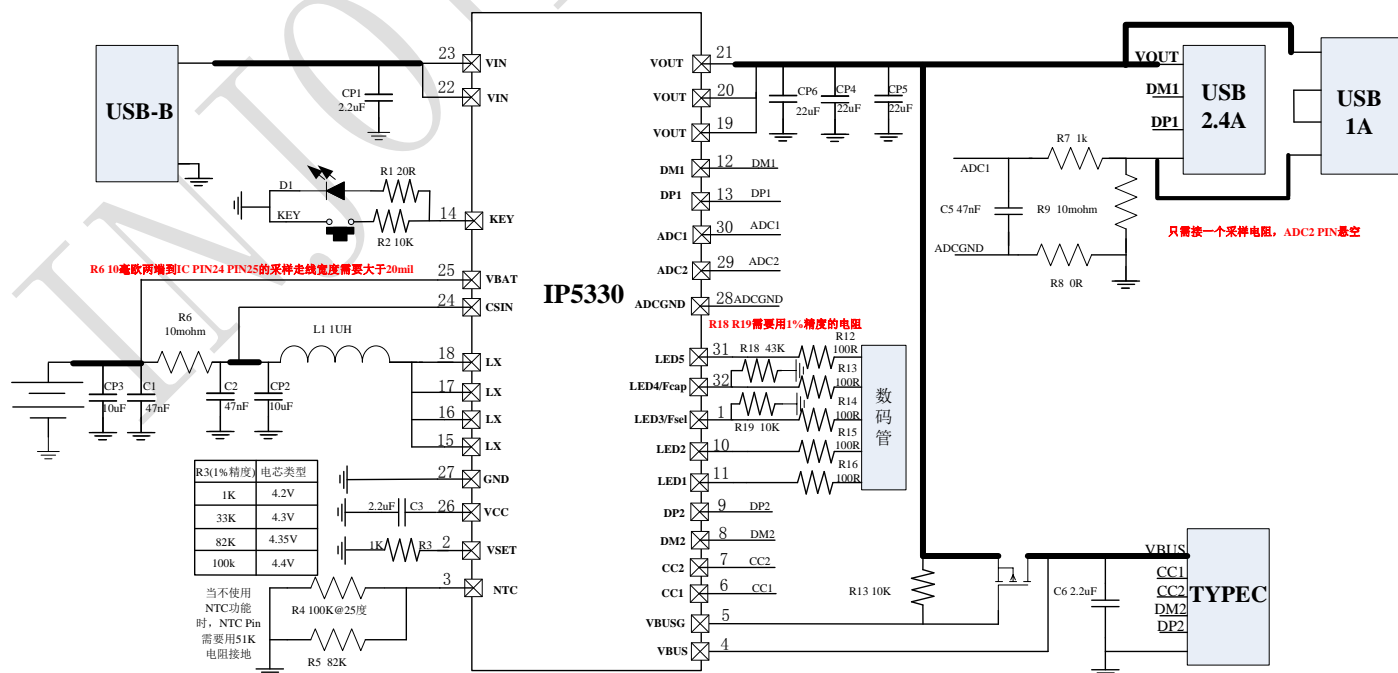 INJO
USB-B
CP1
2.2uF
23
VIN
22
VIN
D1
R1 20R
KEY
R2 10K
14
KEY
R6 10毫欧两端到IC PIN24 PIN25的采样走线宽度需要大于20mil
25
VBAT
24
CSIN
R6
10mohm
L1 1UH
CP3
10uF
C1
47nF
C2
47nF
CP2
10uF
18
LX
17
LX
16
LX
15
LX
27
GND
2.2uF
C3
26
VCC
1K
R3
2
VSET
3
NTC
R3(1%精度) 电芯类型
1K 4.2V
33K 4.3V
82K 4.35V
100k 4.4V
当不使用
NTC功能
时，NTC Pin
需要用51K
电阻接地
R4 100K@25度
R5 82K
IP5330
VOUT
21
VOUT
20
VOUT
19
DM1
12
DM1
DP1
13
DP1
ADC1
30
ADC1
ADC2
29
ADC2
ADCGND
28
ADCGND
R18 R19需要用1%精度的电阻
LED5
31
LED4/Fcap
32
LED3/Fsel
1
LED2
10
LED1
11
R18 43K
R19 10K
R12
100R
R13
100R
R14
100R
R15
100R
R16
100R
数码管
DP2
9
DP2
DM2
8
DM2
CC2
7
CC2
CC1
6
CC1
VBUSG
5
VBUS
4
CP6
22uF
CP4
22uF
CP5
22uF
VOUT
DM1
DP1
USB
2.4A
USB
1A
R7 1k
ADC1
C5 47nF
R9 10mohm
ADCGND
R8 0R
只需接一个采样电阻，ADC2 PIN悬空
R13 10K
C6 2.2uF
VBUS
CC1
CC2
DM2
DP2
TYPEC